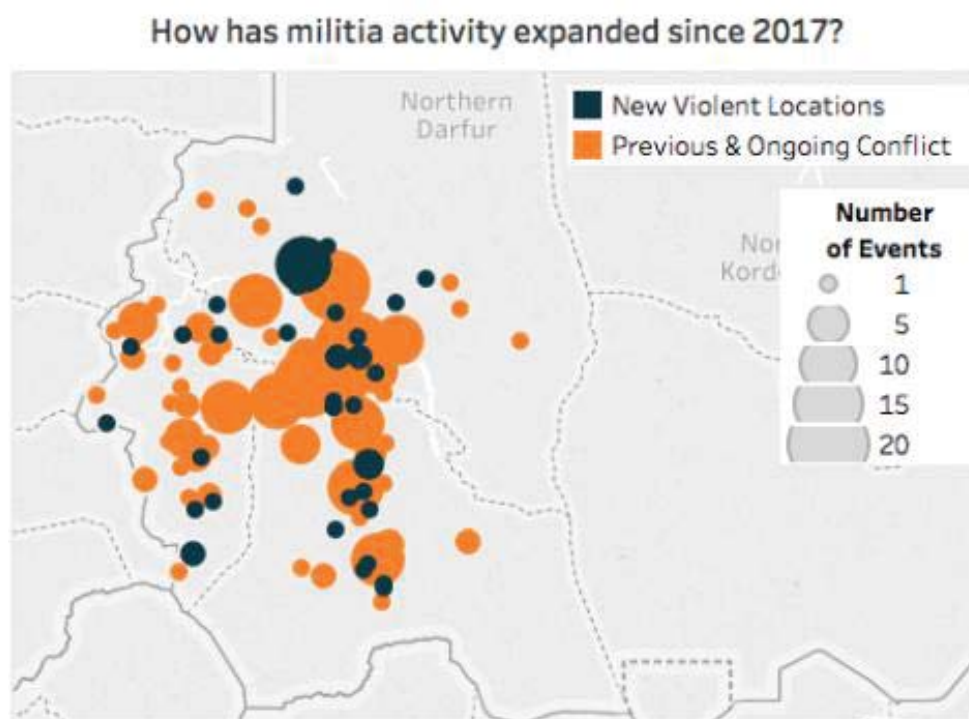 How has militia activity expanded since 2017?
Northern
Darfur
New Violent Locations
Previous & Ongoing Conflict
Number
of Events
1
5
10
15
20